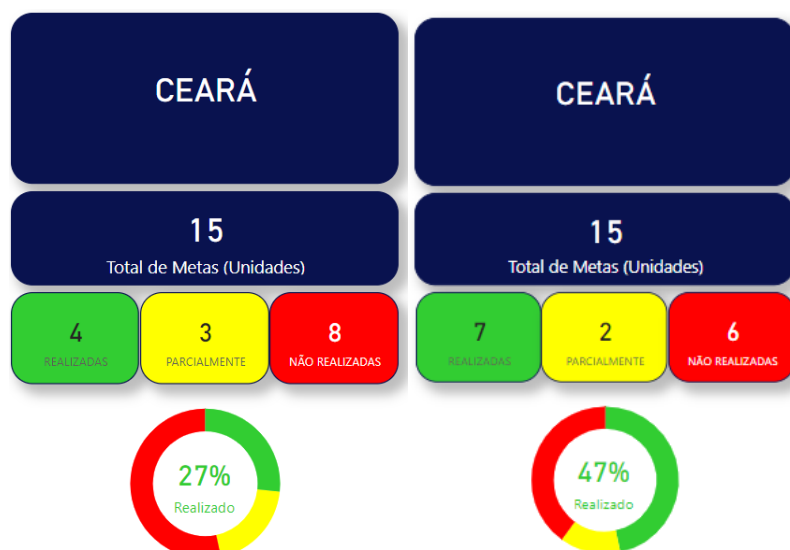 CEARÁ
15
Total de Metas (Unidades)
4
REALIZADAS
3
PARCIALMENTE
8
NÃO REALIZADAS
27%
Realizado
CEARÁ
15
Total de Metas (Unidades)
7
REALIZADAS
2
PARCIALMENTE
6
NÃO REALIZADAS
47%
Realizado